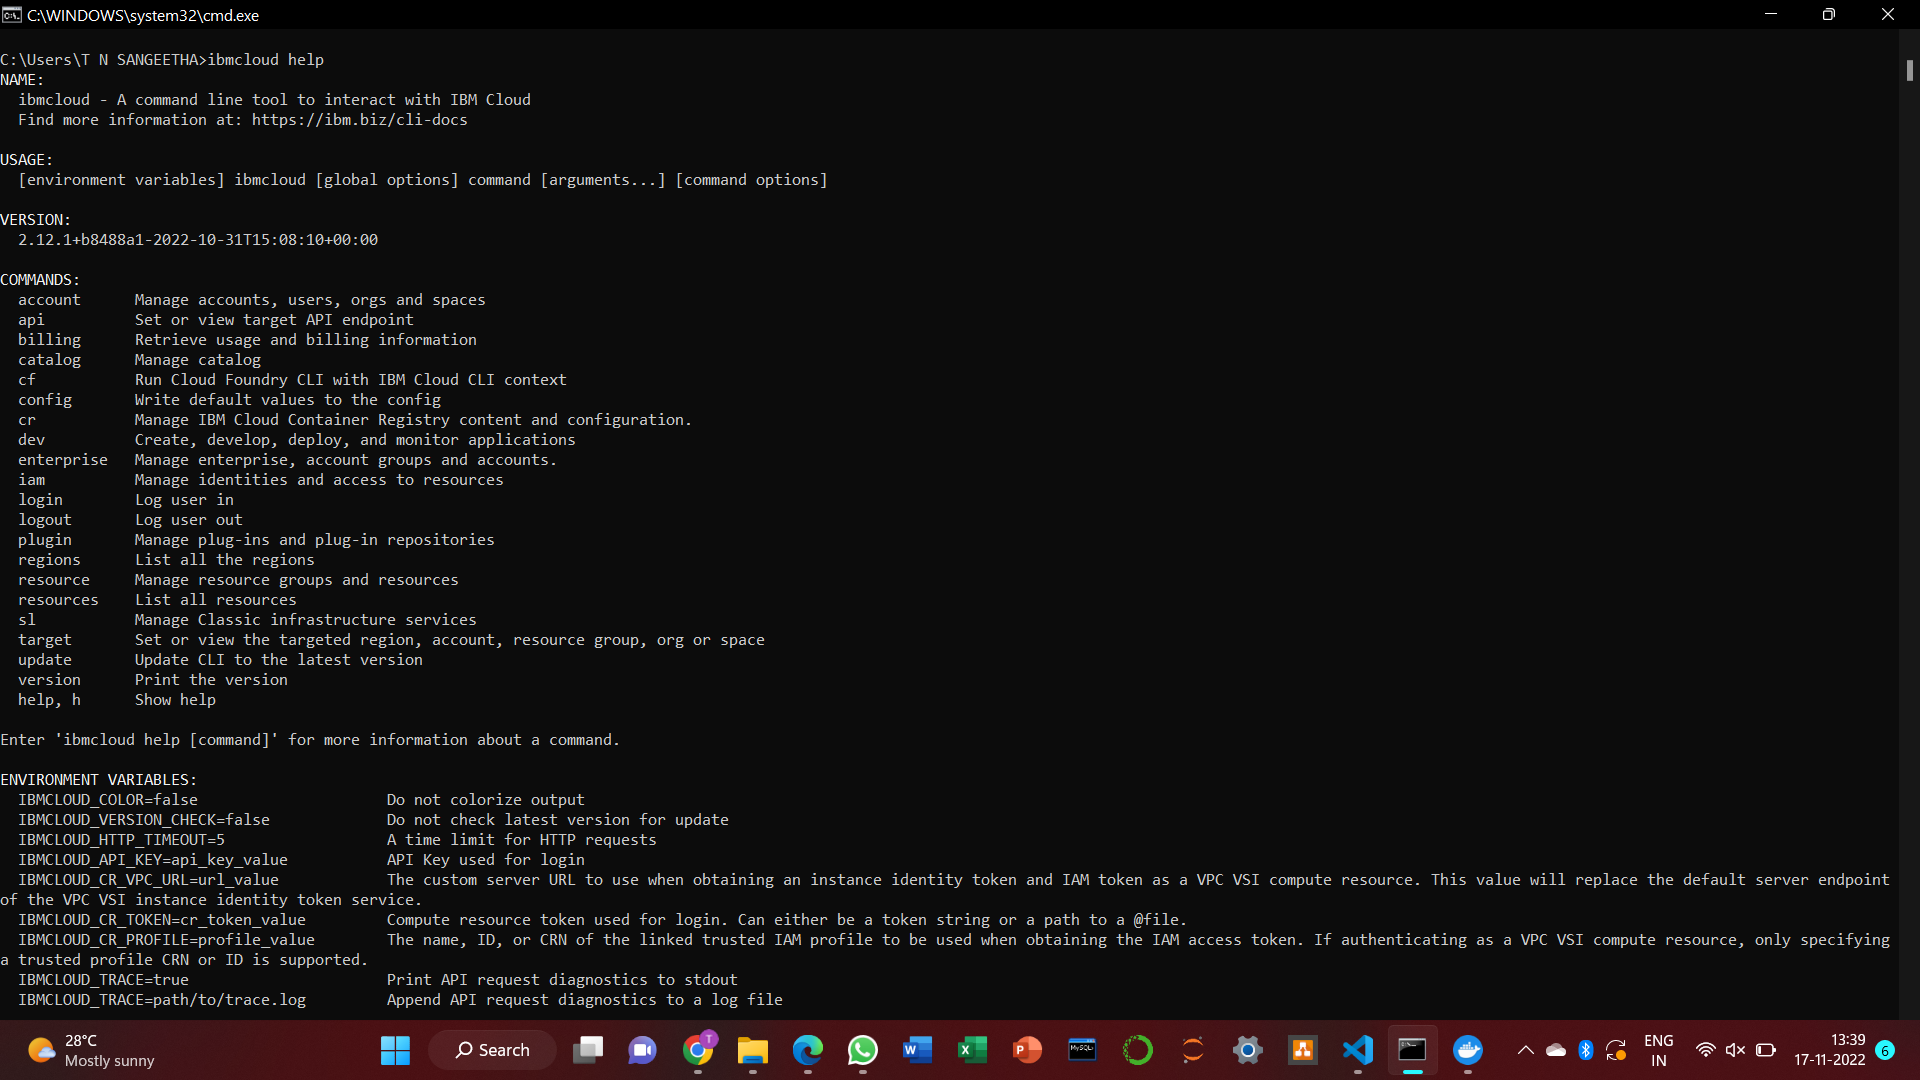 C:\WINDOWS\system32\cmd.exe
C:\Users\T N SANGEETHA>ibmcloud help
NAME:
  ibmcloud - A command line tool to interact with IBM Cloud
  Find more information at: https://ibm.biz/cli-docs
USAGE:
  [environment variables] ibmcloud [global options] command [arguments...] [command options]
VERSION:
  2.12.1+b8488a1-2022-10-31T15:08:10+00:00
COMMANDS:
  account      Manage accounts, users, orgs and spaces
  api          Set or view target API endpoint
  billing      Retrieve usage and billing information
  catalog      Manage catalog
  cf           Run Cloud Foundry CLI with IBM Cloud CLI context
  config       Write default values to the config
  cr           Manage IBM Cloud Container Registry content and configuration.
  dev          Create, develop, deploy, and monitor applications
  enterprise   Manage enterprise, account groups and accounts.
  iam          Manage identities and access to resources
  login        Log user in
  logout       Log user out
  plugin       Manage plug-ins and plug-in repositories
  regions      List all the regions
  resource     Manage resource groups and resources
  resources    List all resources
  sl           Manage Classic infrastructure services
  target       Set or view the targeted region, account, resource group, org or space
  update       Update CLI to the latest version
  version      Print the version
  help, h      Show help
Enter 'ibmcloud help [command]' for more information about a command.
ENVIRONMENT VARIABLES:
  IBMCLOUD_COLOR=false                     Do not colorize output
  IBMCLOUD_VERSION_CHECK=false             Do not check latest version for update
  IBMCLOUD_HTTP_TIMEOUT=5                  A time limit for HTTP requests
  IBMCLOUD_API_KEY=api_key_value           API Key used for login
  IBMCLOUD_CR_VPC_URL=url_value            The custom server URL to use when obtaining an instance identity token and IAM token as a VPC VSI compute resource. This value will replace the default server endpoint
of the VPC VSI instance identity token service.
  IBMCLOUD_CR_TOKEN=cr_token_value         Compute resource token used for login. Can either be a token string or a path to a @file.
  IBMCLOUD_CR_PROFILE=profile_value        The name, ID, or CRN of the linked trusted IAM profile to be used when obtaining the IAM access token. If authenticating as a VPC VSI compute resource, only specifying
a trusted profile CRN or ID is supported.
  IBMCLOUD_TRACE=true                      Print API request diagnostics to stdout
  IBMCLOUD_TRACE=path/to/trace.log         Append API request diagnostics to a log file
28°C
Mostly sunny
Search
T
W
X
P
MySQL
ENG
IN
13:39
17-11-2022
6